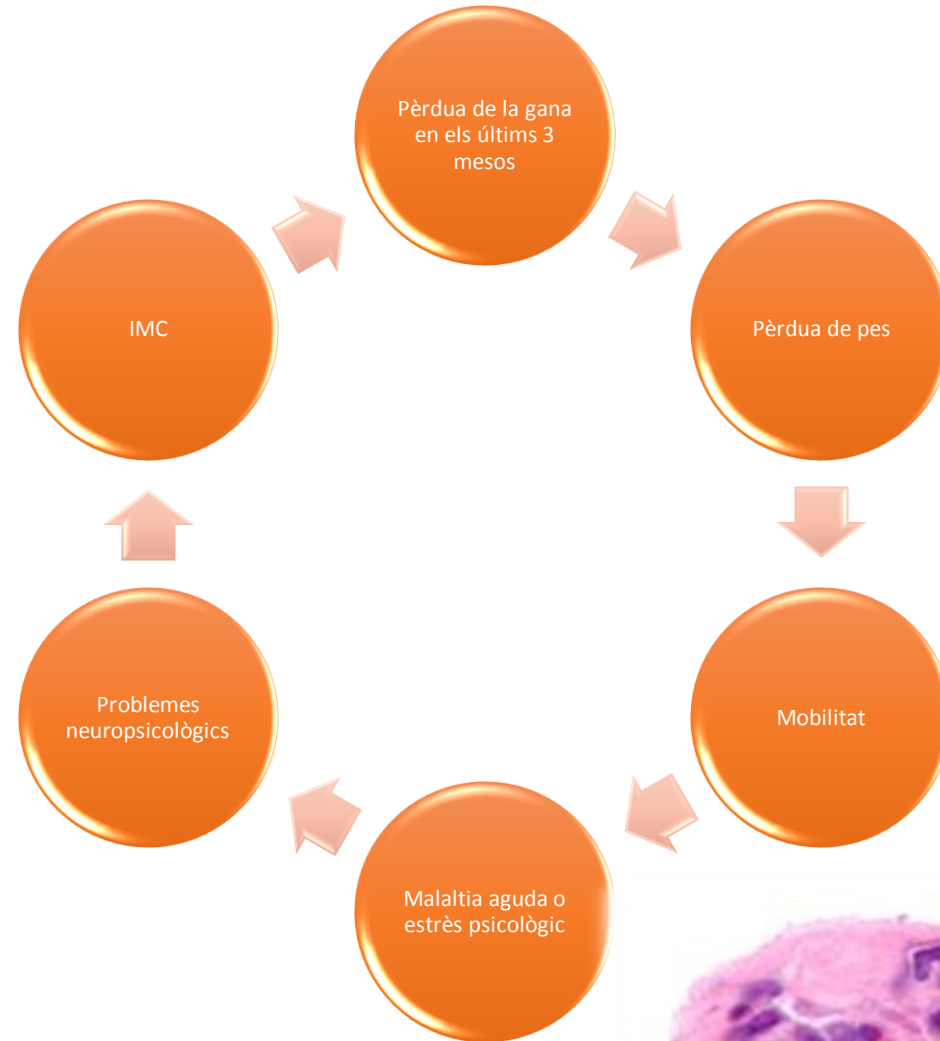 Pèrdua de la gana
en els últims 3
mesos
IMC
Pèrdua de pes
Problemes
neuropsicològics
Mobilitat
Malaltia aguda o
estrès psicològic